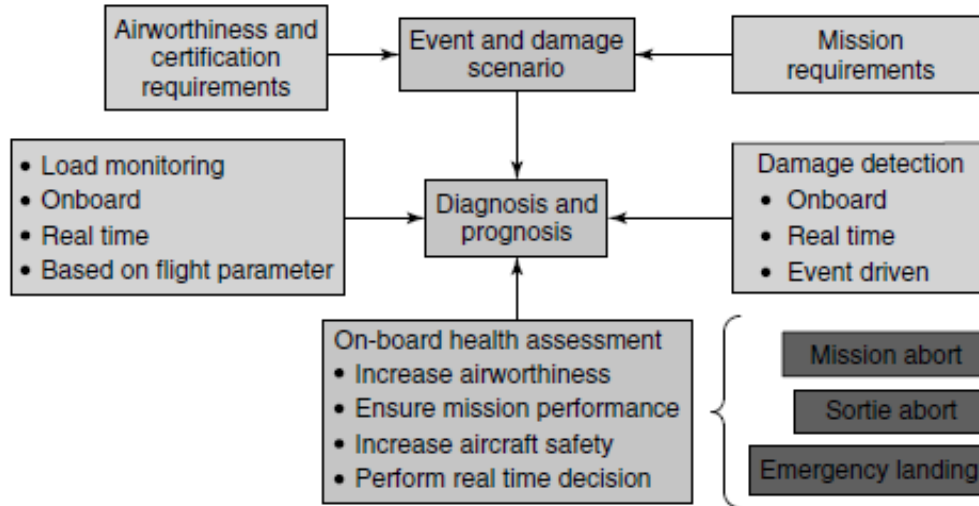 Airworthiness and
certification
requirements
Event and damage
scenario
Mission
requirements
• Load monitoring
• Onboard
• Real time
• Based on flight parameter
Diagnosis and
prognosis
Damage detection
• Onboard
• Real time
• Event driven
On-board health assessment
• Increase airworthiness
• Ensure mission performance
• Increase aircraft safety
• Perform real time decision
Mission abort
Sortie abort
Emergency landing